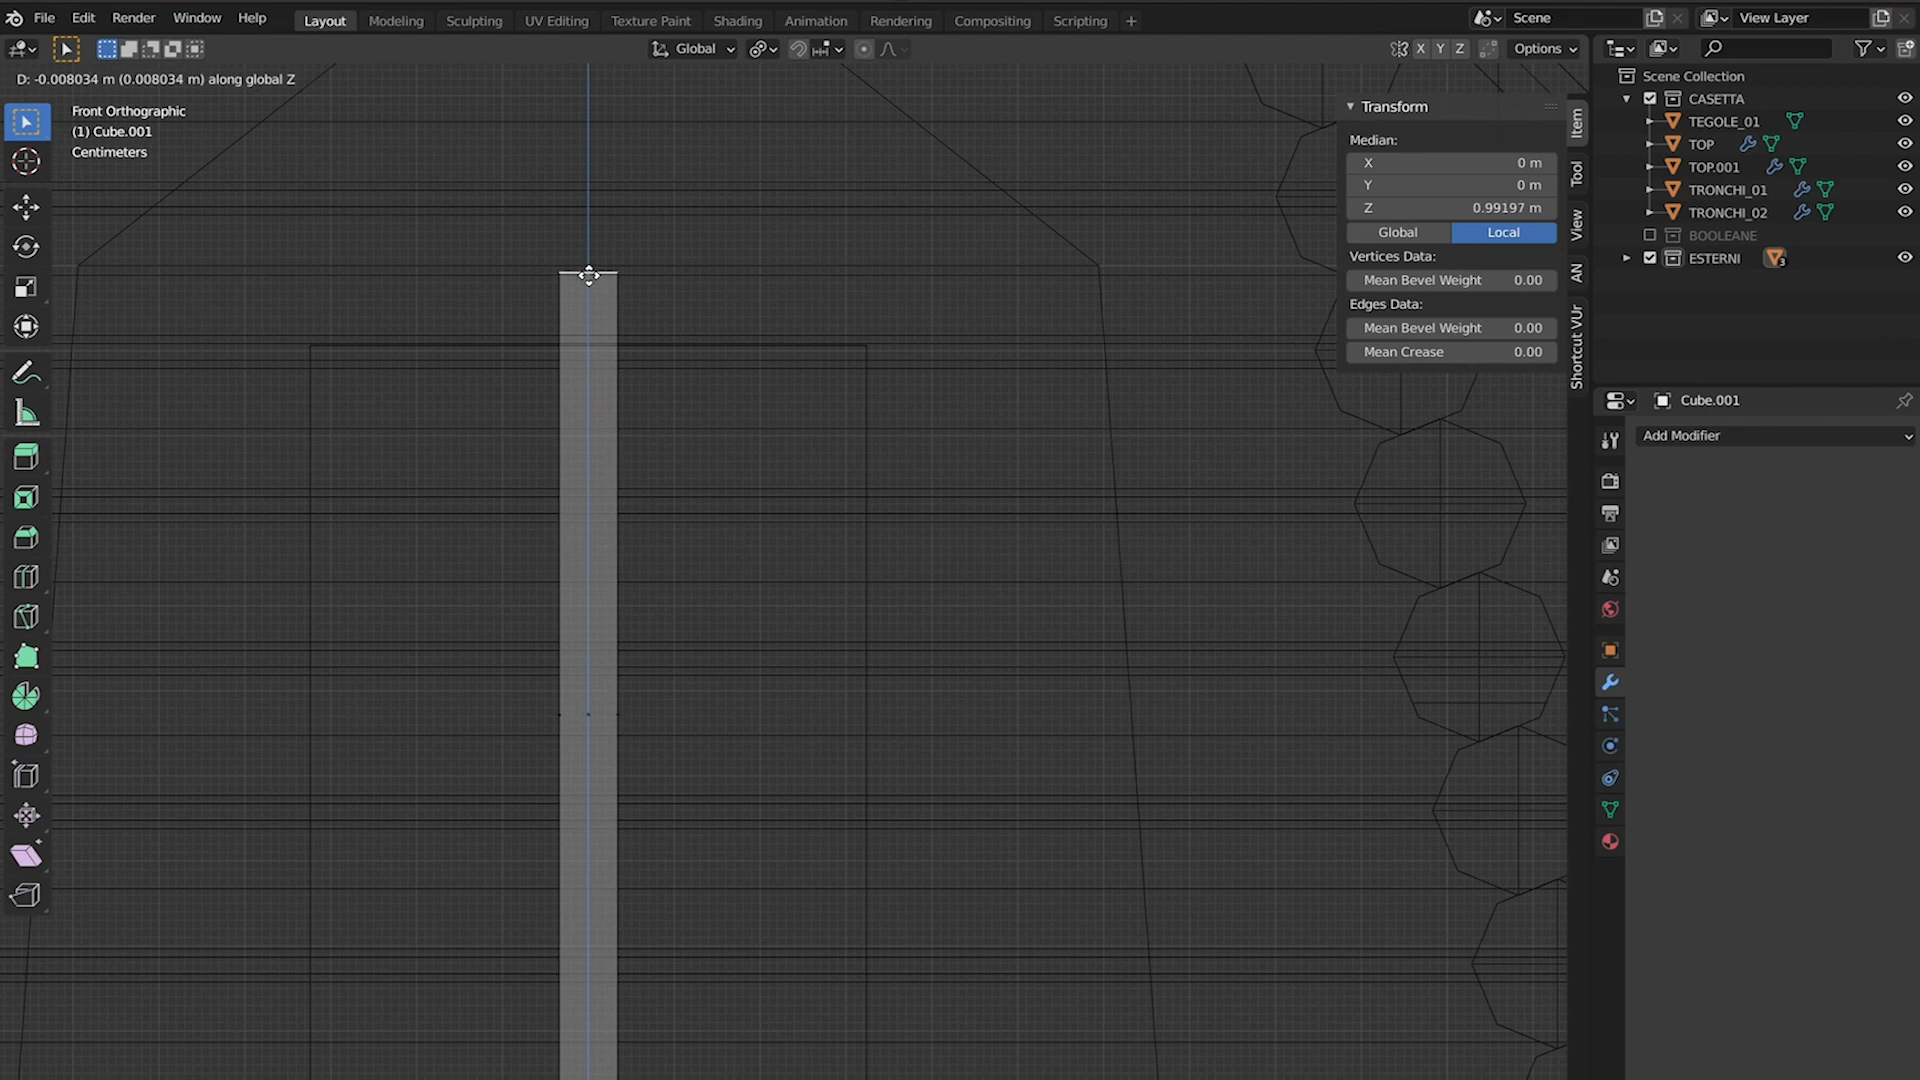 File Edit Render Window Help Layout Modeling Sculpting UV Editing Texture Paint Shading Animation Rendering Compositing Scripting + Scene View Layer
Global X Y Z Options
D: -0.008034 m (0.008034 m) along global Z
Front Orthographic
(1) Cube.001
Centimeters
Transform
Median:
X 0 m
Y 0 m
Z 0.99197 m
Global Local
Vertices Data:
Mean Bevel Weight 0.00
Edges Data:
Mean Bevel Weight 0.00
Mean Crease 0.00
Item
Tool
View
AN
Shortcut VUr
Scene Collection
CASETTA
TEGOLE_01
TOP
TOP.001
TRONCHI_01
TRONCHI_02
BOOLEANE
ESTERNI 3
Cube.001
Add Modifier